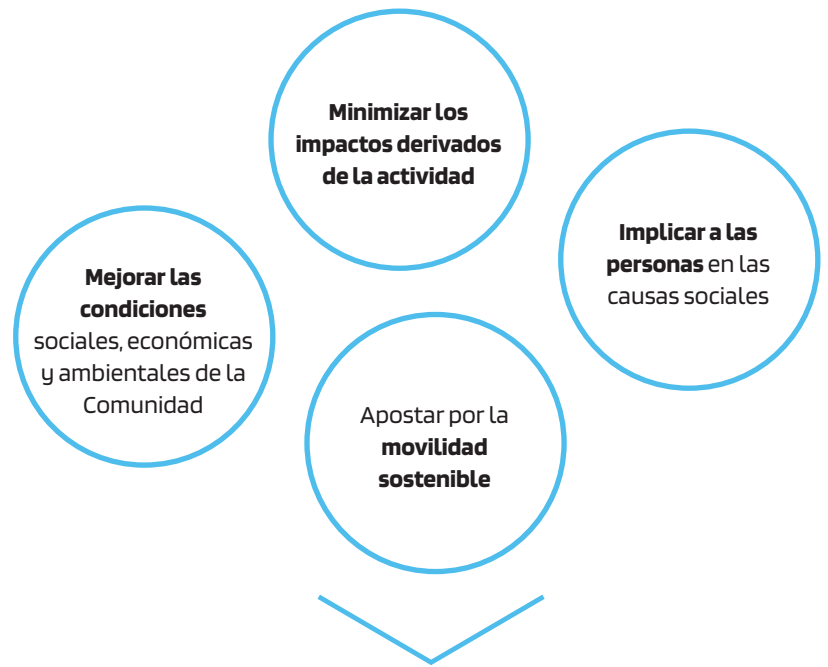 Minimizar los
impactos derivados
de la actividad
Implicar a las
personas en las
causas sociales
Mejorar las
condiciones
sociales, económicas
y ambientales de la
Comunidad
Apostar por la
movilidad
sostenible